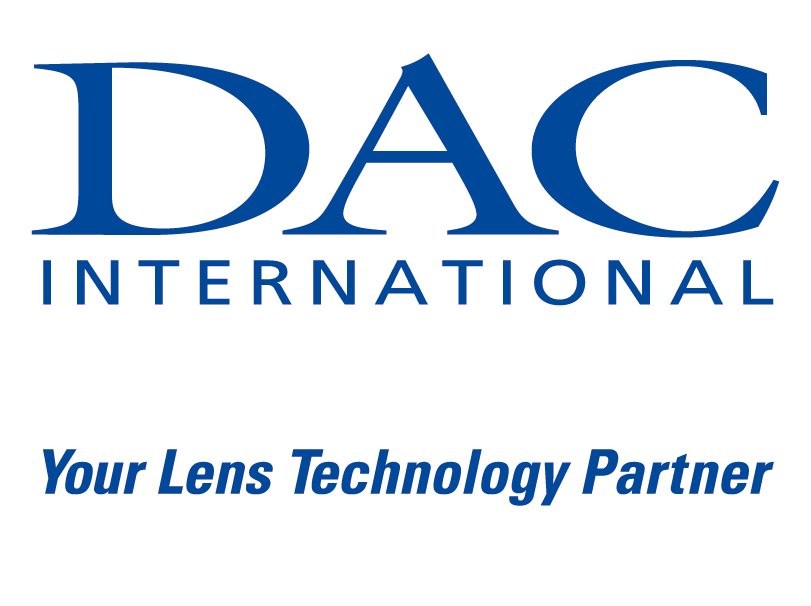 DAC
INTERNATIONAL
Your Lens Technology Partner